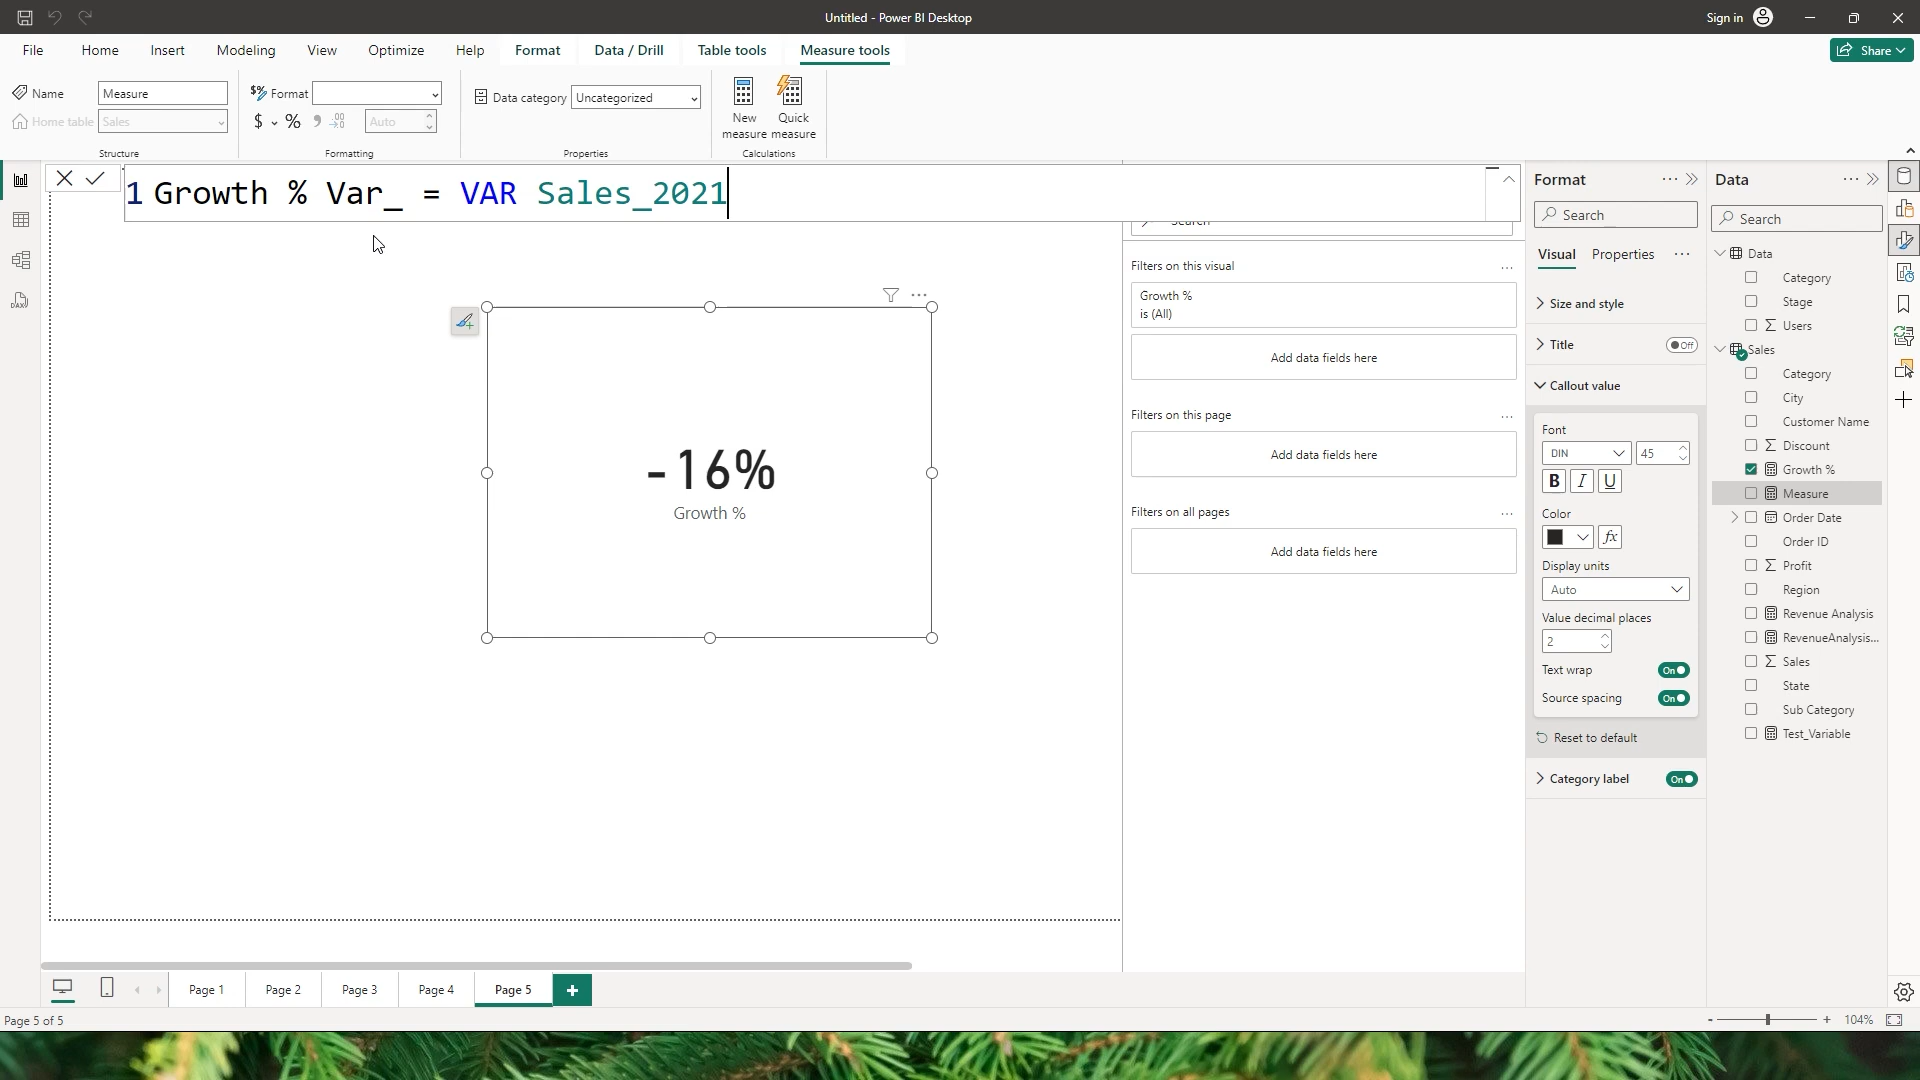 Untitled - Power BI Desktop
Sign in
File Home Insert Modeling View Optimize Help Format Data / Drill Table tools Measure tools
Share
Name Measure
Home table Sales
Structure
$% Format
$ % , .00 Auto
Formatting
Data category Uncategorized
Properties
New measure
Quick measure
Calculations
1 Growth % Var_ = VAR Sales_2021
-16%
Growth %
Filters on this visual ...
Growth %
is (All)
Add data fields here
Filters on this page ...
Add data fields here
Filters on all pages ...
Add data fields here
Format ...
Search
Visual Properties ...
Size and style
Title Off
Callout value
Font
DIN 45
B I U
Color
fx
Display units
Auto
Value decimal places
2
Text wrap On
Source spacing On
Reset to default
Category label On
Data ...
Search
Data
Category
Stage
Σ Users
Sales
Category
City
Customer Name
Σ Discount
Growth %
Measure
Order Date
Order ID
Σ Profit
Region
Revenue Analysis
RevenueAnalysis...
Σ Sales
State
Sub Category
Test_Variable
DAX
Page 1 Page 2 Page 3 Page 4 Page 5 +
Page 5 of 5
- + 104%